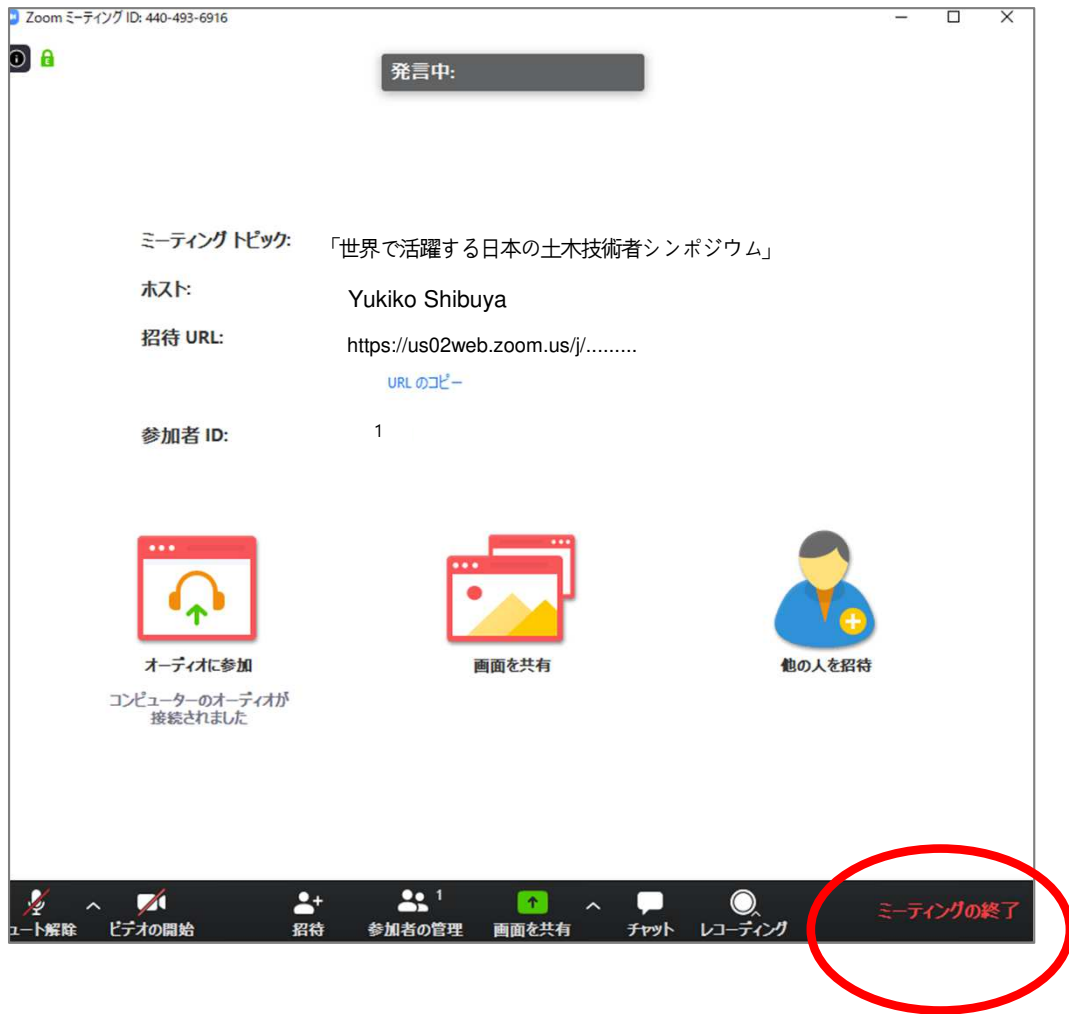 Zoom ミーティング ID: 440-493-6916
発言中:
ミーティング トピック: 「世界で活躍する日本の土木技術者シンポジウム」
ホスト: Yukiko Shibuya
招待 URL: https://us02web.zoom.us/j/.........
URL のコピー
参加者 ID: 1
オーディオに参加 画面を共有 他の人を招待
コンピューターのオーディオが
接続されました
1
ュート解除 ビデオの開始 招待 参加者の管理 画面を共有 チャット レコーディング ミーティングの終了